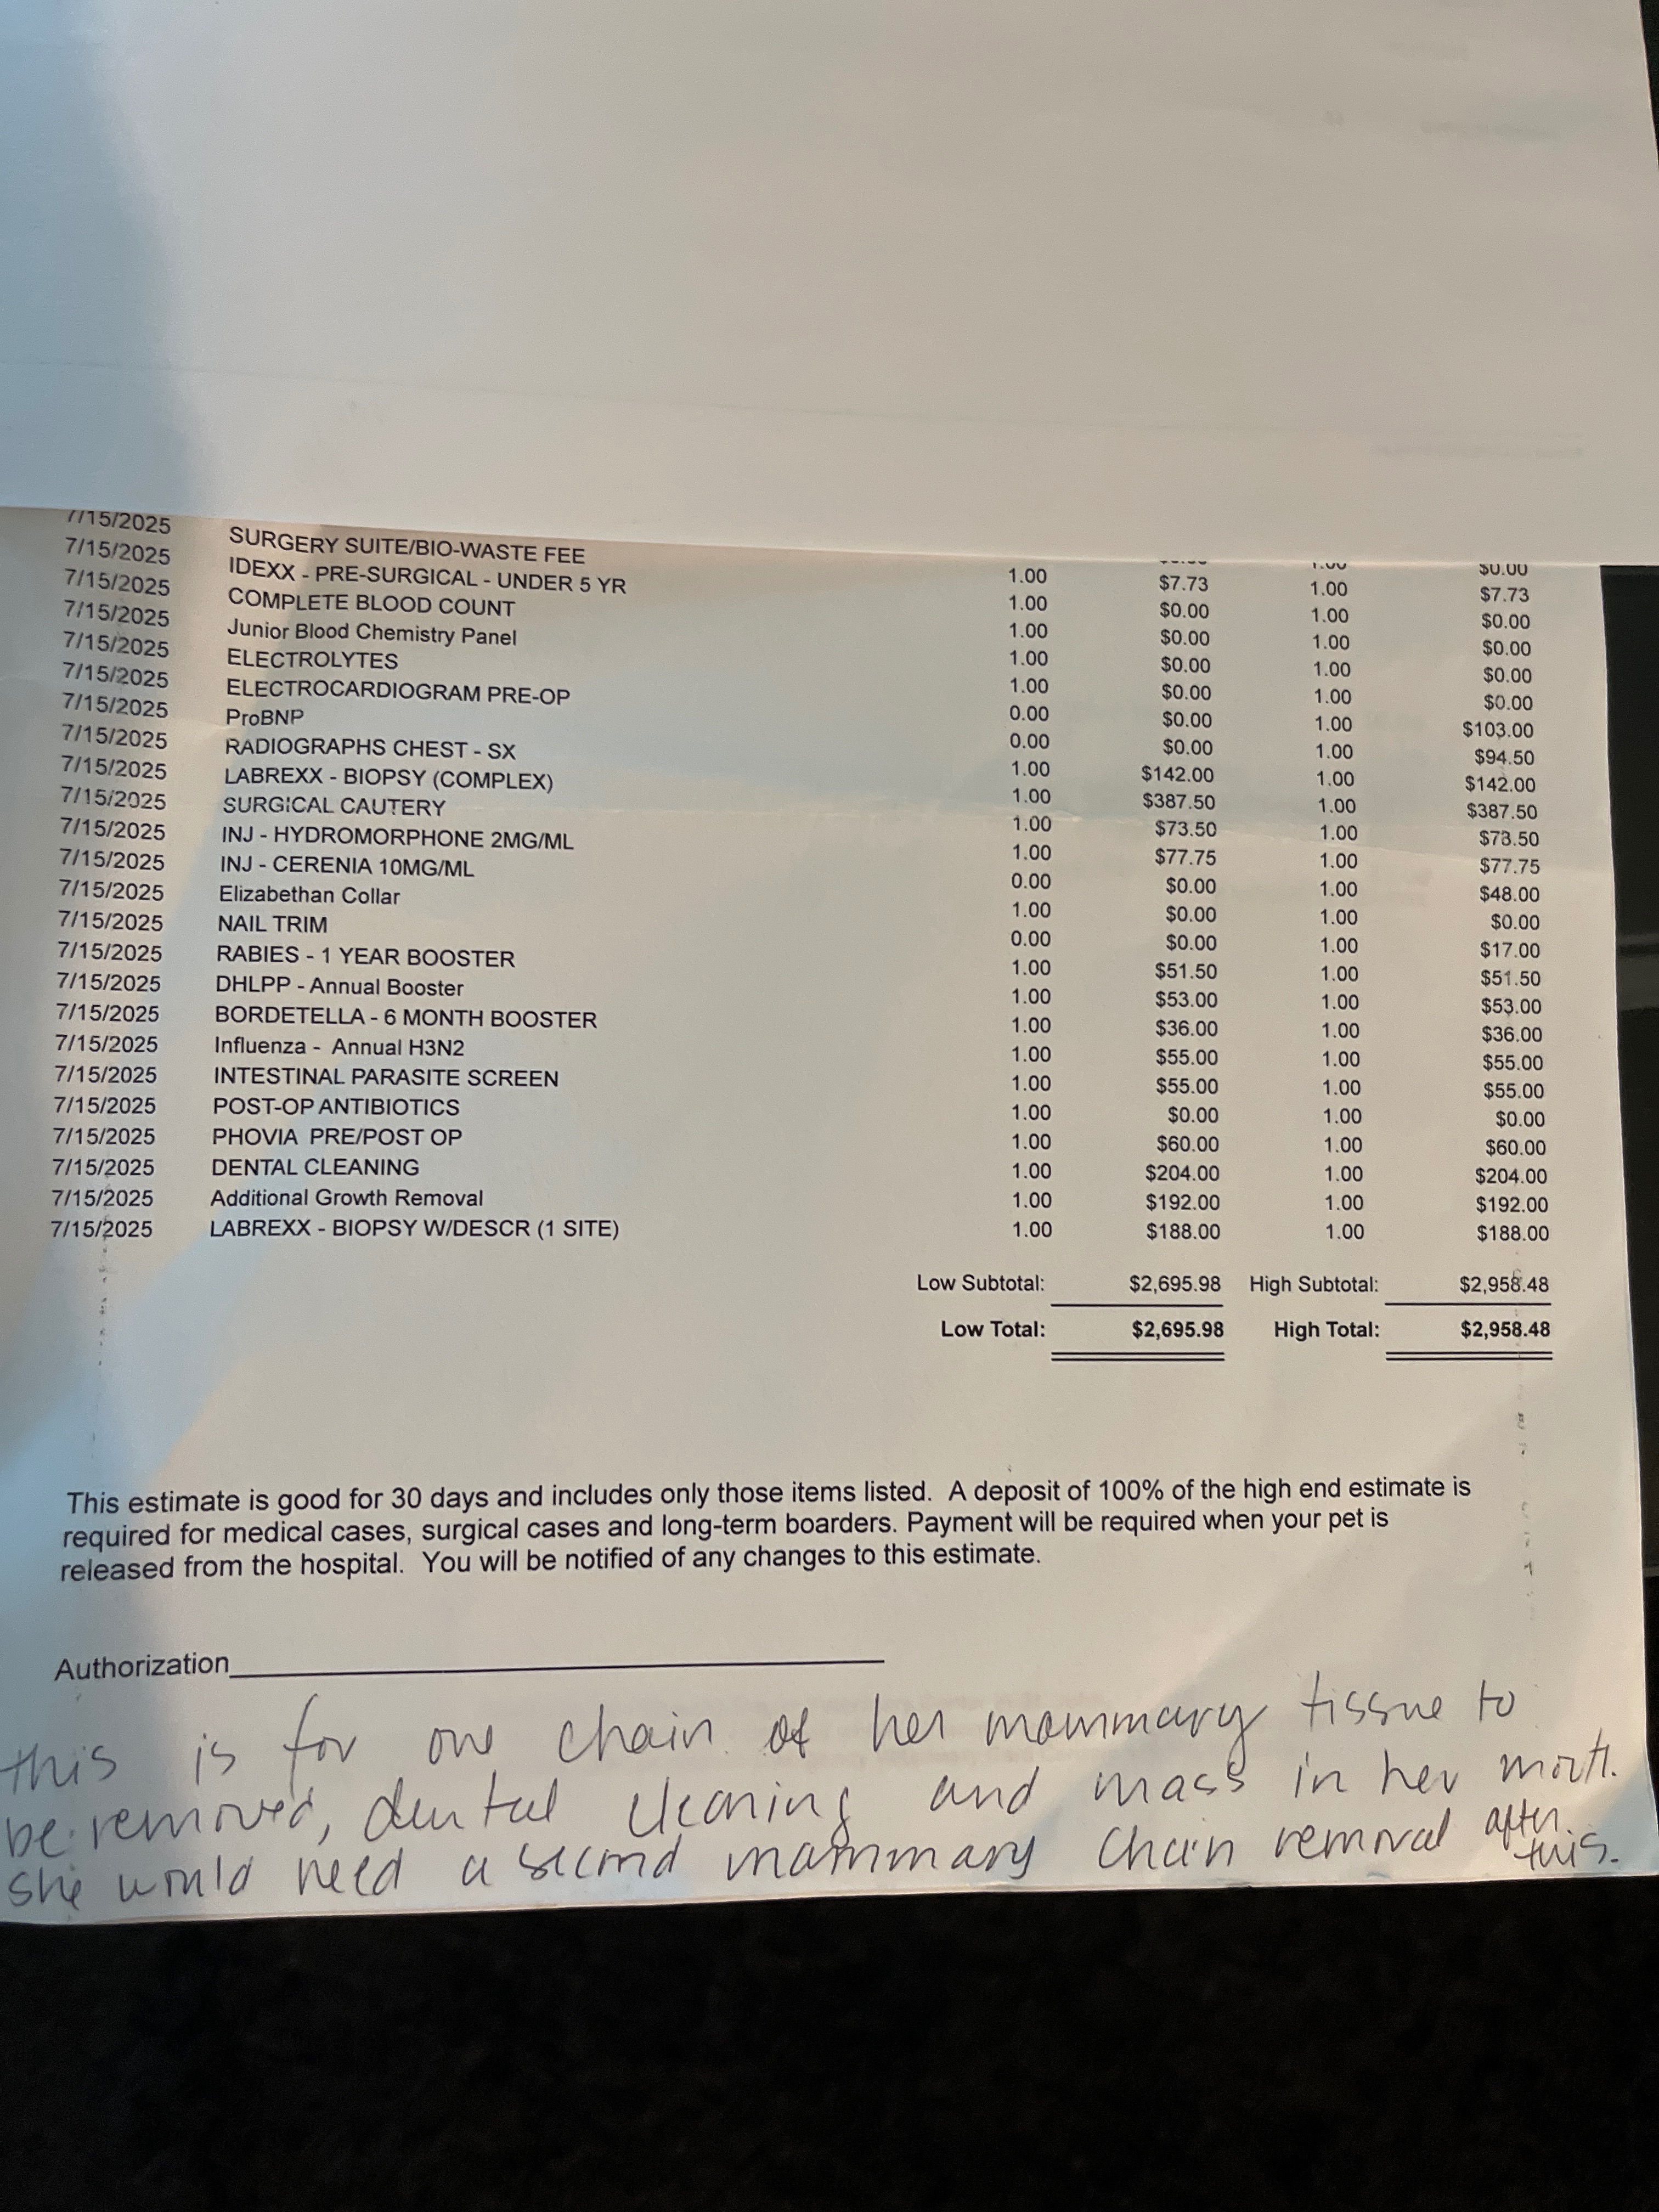 $0.00
7/15/2025 SURGERY SUITE/BIO-WASTE FEE 1.00 $7.73 1.00 $7.73
7/15/2025 IDEXX - PRE-SURGICAL - UNDER 5 YR 1.00 $0.00 1.00 $0.00
7/15/2025 COMPLETE BLOOD COUNT 1.00 $0.00 1.00 $0.00
7/15/2025 Junior Blood Chemistry Panel 1.00 $0.00 1.00 $0.00
7/15/2025 ELECTROLYTES 1.00 $0.00 1.00 $0.00
7/15/2025 ELECTROCARDIOGRAM PRE-OP 0.00 $0.00 1.00 $103.00
7/15/2025 ProBNP 0.00 $0.00 1.00 $94.50
7/15/2025 RADIOGRAPHS CHEST - SX 1.00 $142.00 1.00 $142.00
7/15/2025 LABREXX - BIOPSY (COMPLEX) 1.00 $387.50 1.00 $387.50
7/15/2025 SURGICAL CAUTERY 1.00 $73.50 1.00 $73.50
7/15/2025 INJ - HYDROMORPHONE 2MG/ML 1.00 $77.75 1.00 $77.75
7/15/2025 INJ - CERENIA 10MG/ML 0.00 $0.00 1.00 $48.00
7/15/2025 Elizabethan Collar 1.00 $0.00 1.00 $0.00
7/15/2025 NAIL TRIM 0.00 $0.00 1.00 $17.00
7/15/2025 RABIES - 1 YEAR BOOSTER 1.00 $51.50 1.00 $51.50
7/15/2025 DHLPP - Annual Booster 1.00 $53.00 1.00 $53.00
7/15/2025 BORDETELLA - 6 MONTH BOOSTER 1.00 $36.00 1.00 $36.00
7/15/2025 Influenza - Annual H3N2 1.00 $55.00 1.00 $55.00
7/15/2025 INTESTINAL PARASITE SCREEN 1.00 $55.00 1.00 $55.00
7/15/2025 POST-OP ANTIBIOTICS 1.00 $0.00 1.00 $0.00
7/15/2025 PHOVIA PRE/POST OP 1.00 $60.00 1.00 $60.00
7/15/2025 DENTAL CLEANING 1.00 $204.00 1.00 $204.00
7/15/2025 Additional Growth Removal 1.00 $192.00 1.00 $192.00
7/15/2025 LABREXX - BIOPSY W/DESCR (1 SITE) 1.00 $188.00 1.00 $188.00
Low Subtotal: $2,695.98 High Subtotal: $2,958.48
Low Total: $2,695.98 High Total: $2,958.48
This estimate is good for 30 days and includes only those items listed. A deposit of 100% of the high end estimate is
required for medical cases, surgical cases and long-term boarders. Payment will be required when your pet is
released from the hospital. You will be notified of any changes to this estimate.
Authorization
this is for one chain of her mammary tissue to
be removed, dental cleaning and mass in her mouth.
she would need a second mammary chain removal after
this.